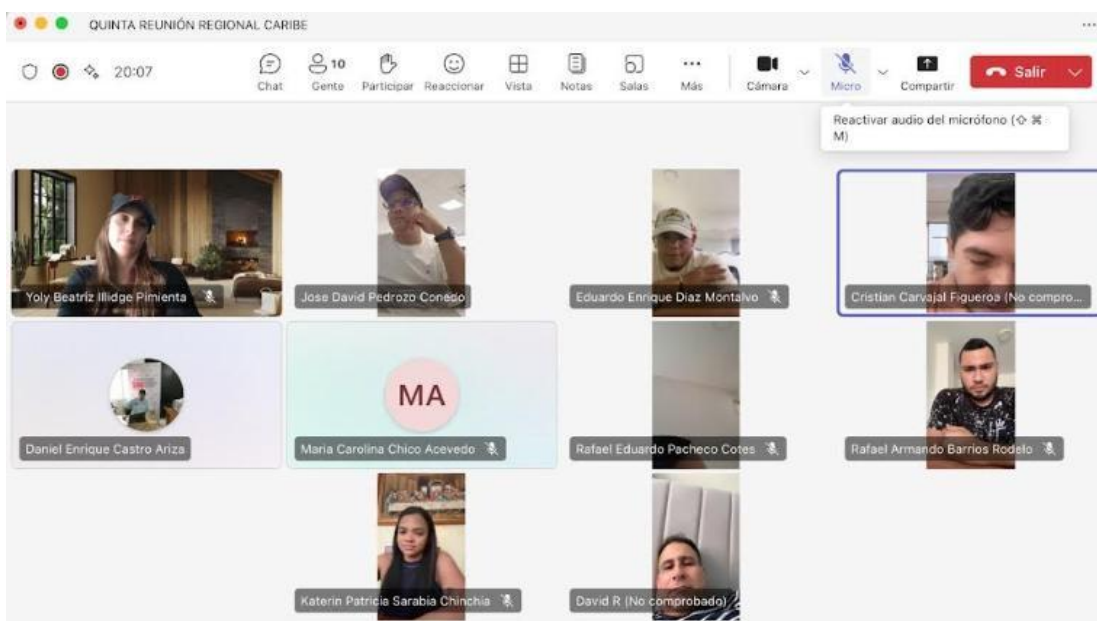 QUINTA REUNIÓN REGIONAL CARIBE
20:07
Chat
10
Gente
Participar
Reaccionar
Vista
Notas
Salas
Más
Cámara
Micro
Compartir
Salir
Reactivar audio del micrófono (⇧ ⌘
M)
Yoly Beatriz Illidge Pimienta
Jose David Pedrozo Conedo
Eduardo Enrique Diaz Montalvo
Cristian Carvajal Figueroa (No compro...
Daniel Enrique Castro Ariza
MA
Maria Carolina Chico Acevedo
Rafael Eduardo Pacheco Cotes
Rafael Armando Barrios Rodelo
Katerin Patricia Sarabia Chinchia
David R (No comprobado)